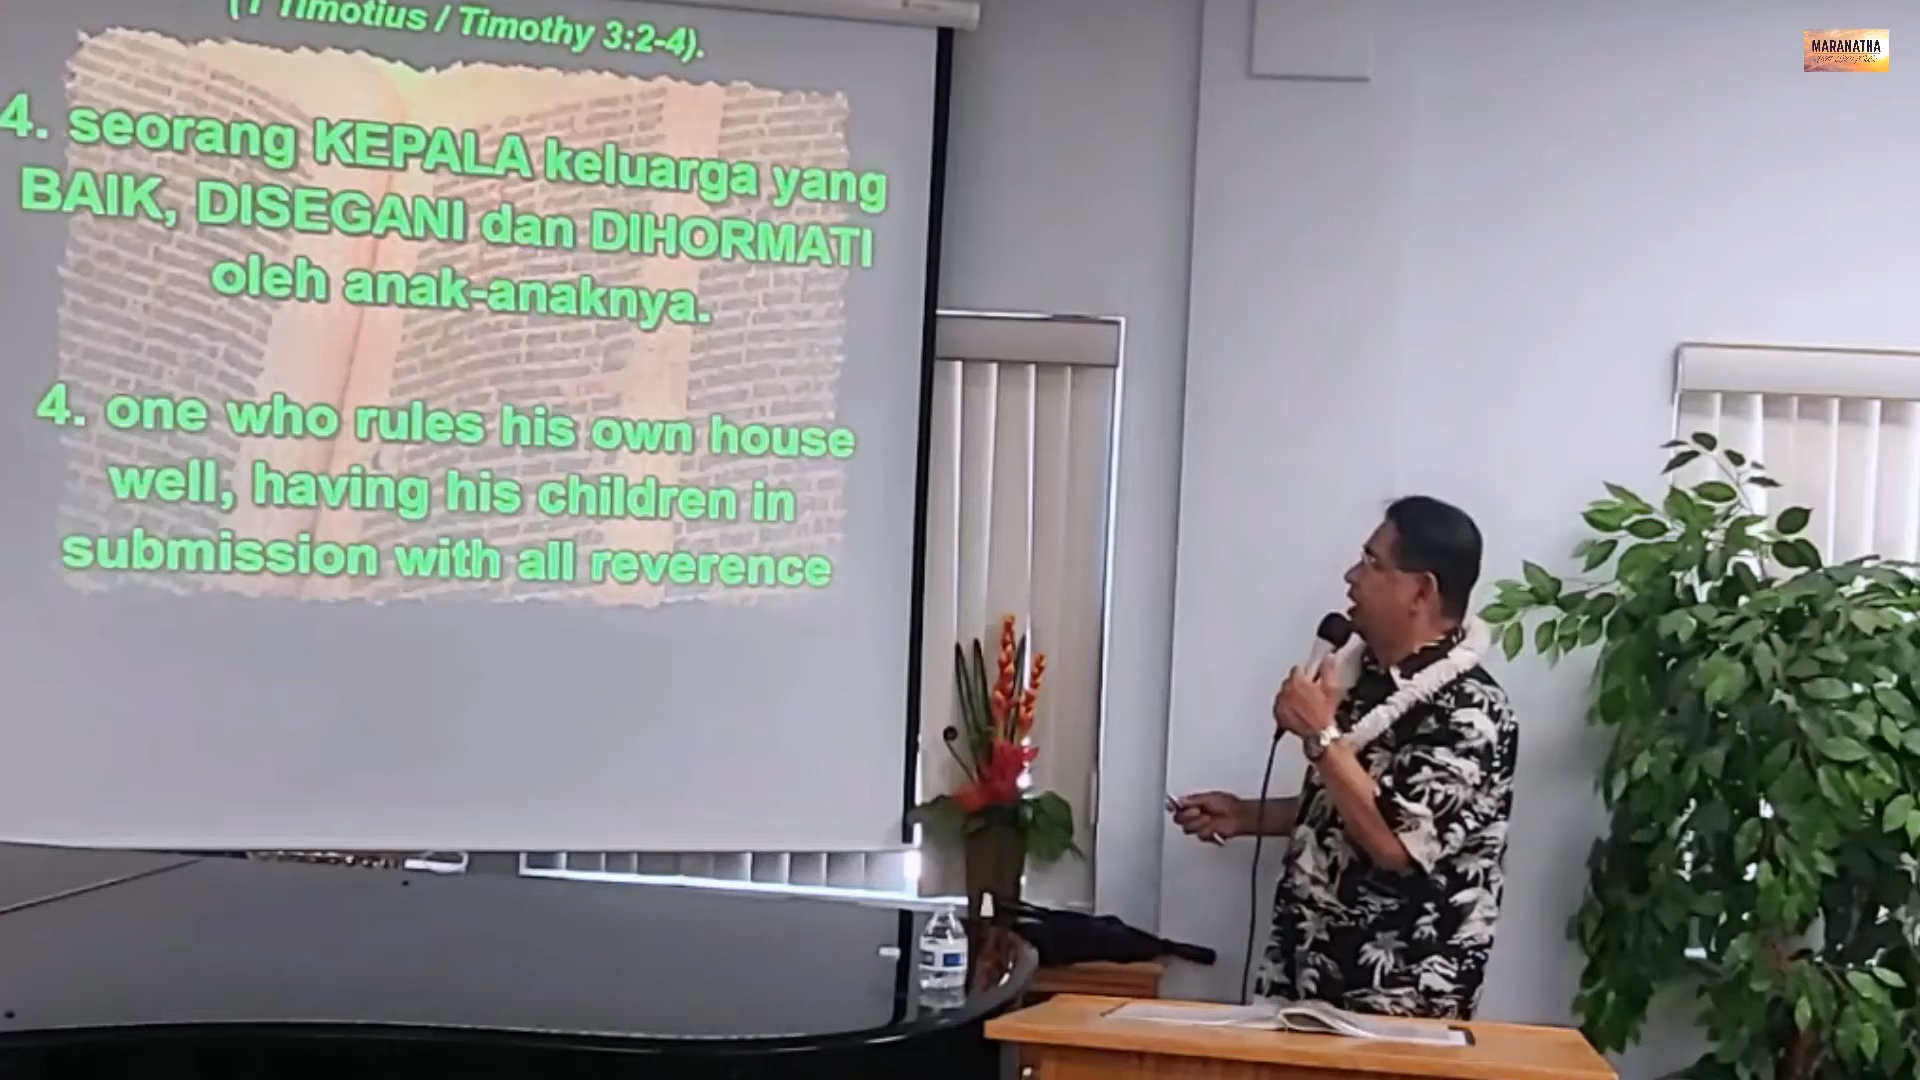 (1 Timotius / Timothy 3:2-4).
4. seorang KEPALA keluarga yang
BAIK, DISEGANI dan DIHORMATI
oleh anak-anaknya.
4. one who rules his own house
well, having his children in
submission with all reverence
MARANATHA